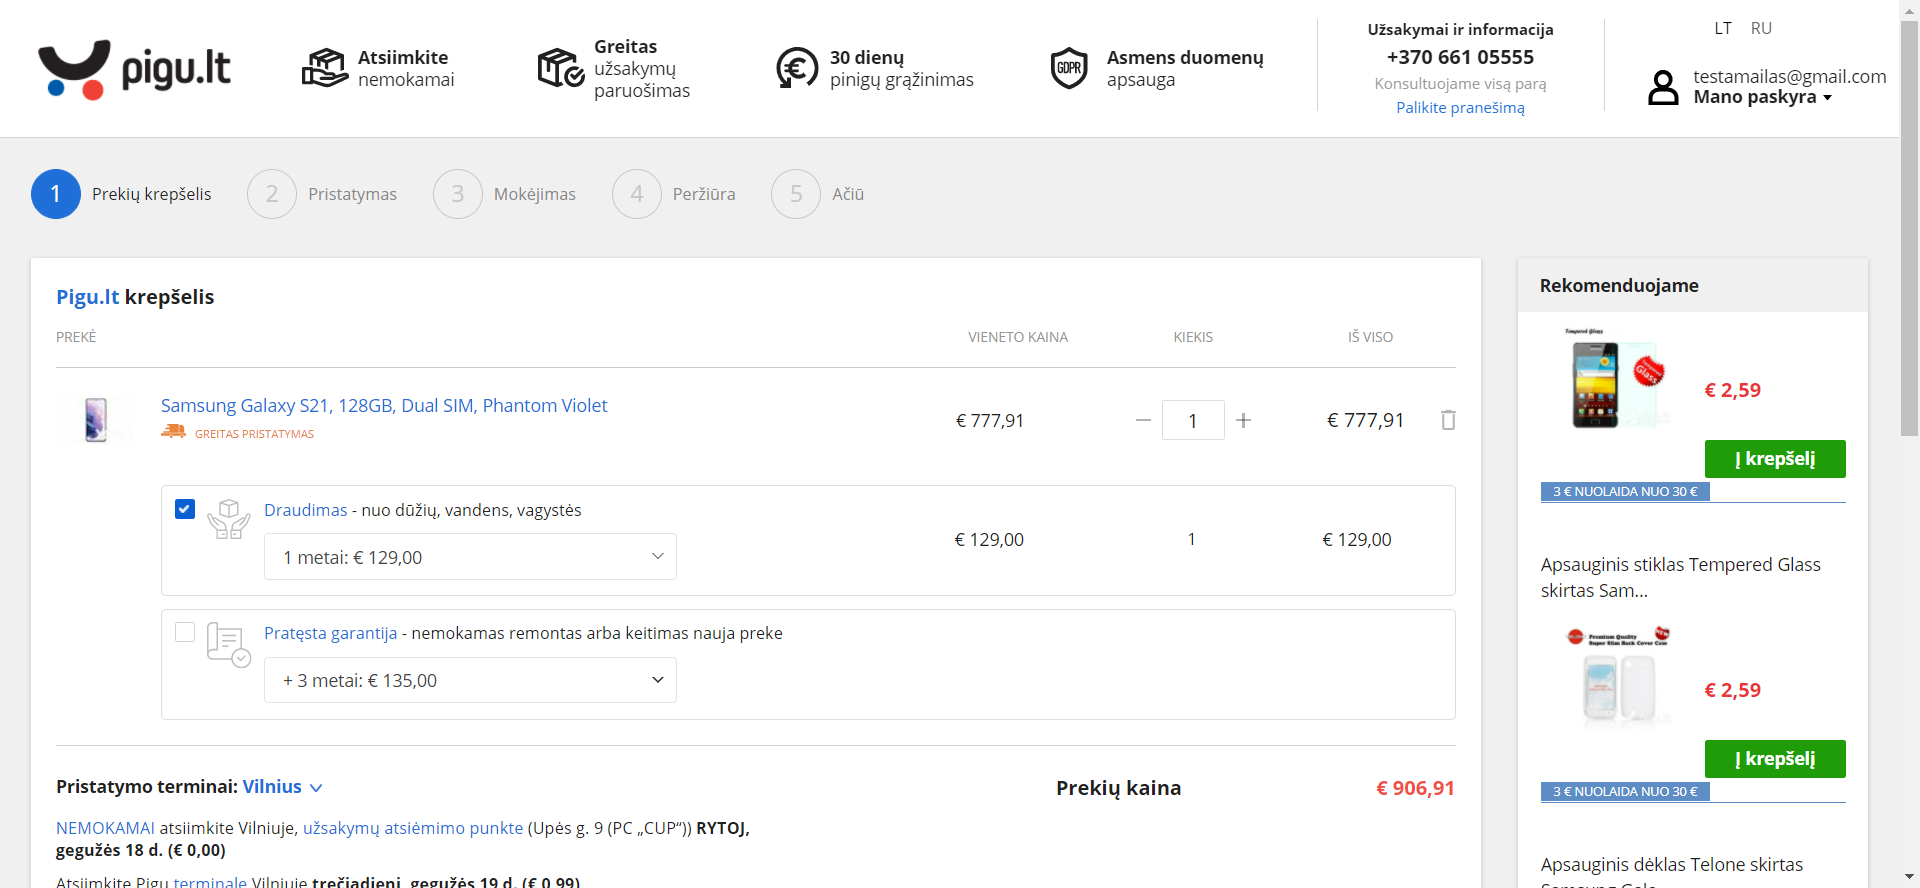 pigu.lt
Atsiimkite
nemokamai
Greitas
užsakymų
paruošimas
30 dienų
pinigų grąžinimas
GDPR
Asmens duomenų
apsauga
Užsakymai ir informacija
+370 661 05555
Konsultuojame visą parą
Palikite pranešimą
LT RU
testamailas@gmail.com
Mano paskyra
1 Prekių krepšelis 2 Pristatymas 3 Mokėjimas 4 Peržiūra 5 Ačiū
Pigu.lt krepšelis
PREKĖ VIENETO KAINA KIEKIS IŠ VISO
Samsung Galaxy S21, 128GB, Dual SIM, Phantom Violet
GREITAS PRISTATYMAS
€ 777,91 1 € 777,91
Draudimas - nuo dūžių, vandens, vagystės
1 metai: € 129,00
€ 129,00 1 € 129,00
Pratęsta garantija - nemokamas remontas arba keitimas nauja preke
+ 3 metai: € 135,00
Pristatymo terminai: Vilnius
Prekių kaina € 906,91
NEMOKAMAI atsiimkite Vilniuje, užsakymų atsiėmimo punkte (Upės g. 9 (PC „CUP“)) RYTOJ,
gegužės 18 d. (€ 0,00)
Atsiimkite Pigu terminale Vilniuje trečiadienį, gegužės 19 d. (€ 0,99)
Rekomenduojame
Tempered Glass
Tempered
Glass
€ 2,59
Į krepšelį
3 € NUOLAIDA NUO 30 €
Apsauginis stiklas Tempered Glass
skirtas Sam...
Premium Quality
Super Slim Back Cover Case
NEW
€ 2,59
Į krepšelį
3 € NUOLAIDA NUO 30 €
Apsauginis dėklas Telone skirtas
Samsung Gala...